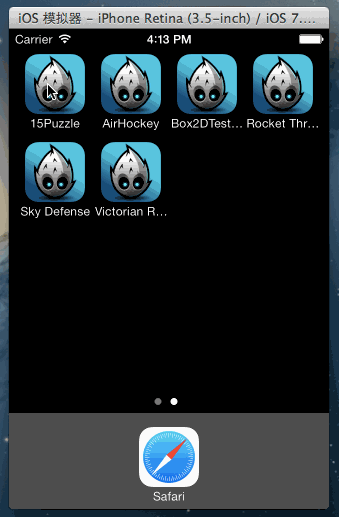 iOS 模拟器 - iPhone Retina (3.5-inch) / iOS 7....
Carrier 4:13 PM
15Puzzle AirHockey Box2DTest... Rocket Thr...
Sky Defense Victorian R...
Safari